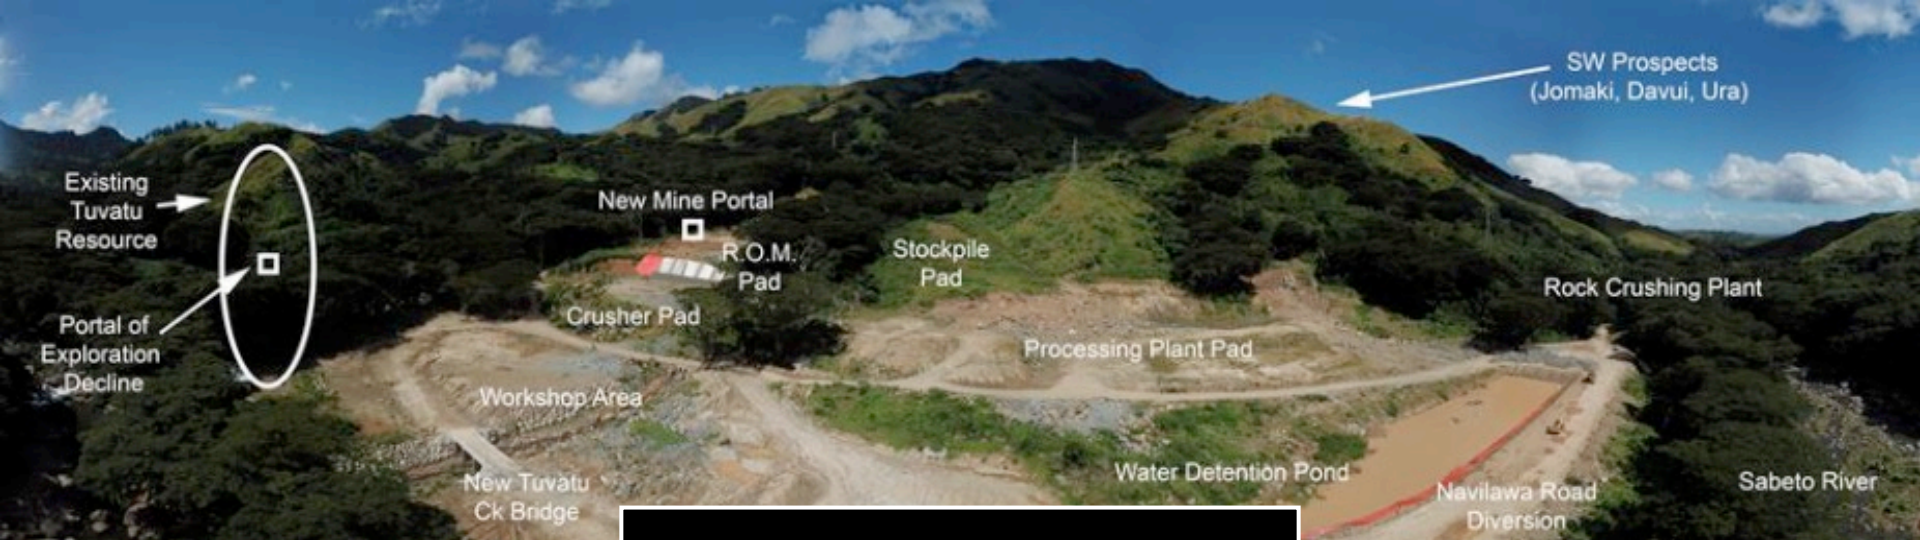 SW Prospects
(Jomaki, Davui, Ura)
Existing
Tuvatu
Resource
New Mine Portal
R.O.M.
Pad
Stockpile
Pad
Rock Crushing Plant
Portal of
Exploration
Decline
Crusher Pad
Processing Plant Pad
Workshop Area
Water Detention Pond
New Tuvatu
Ck Bridge
Navilawa Road
Diversion
Sabeto River